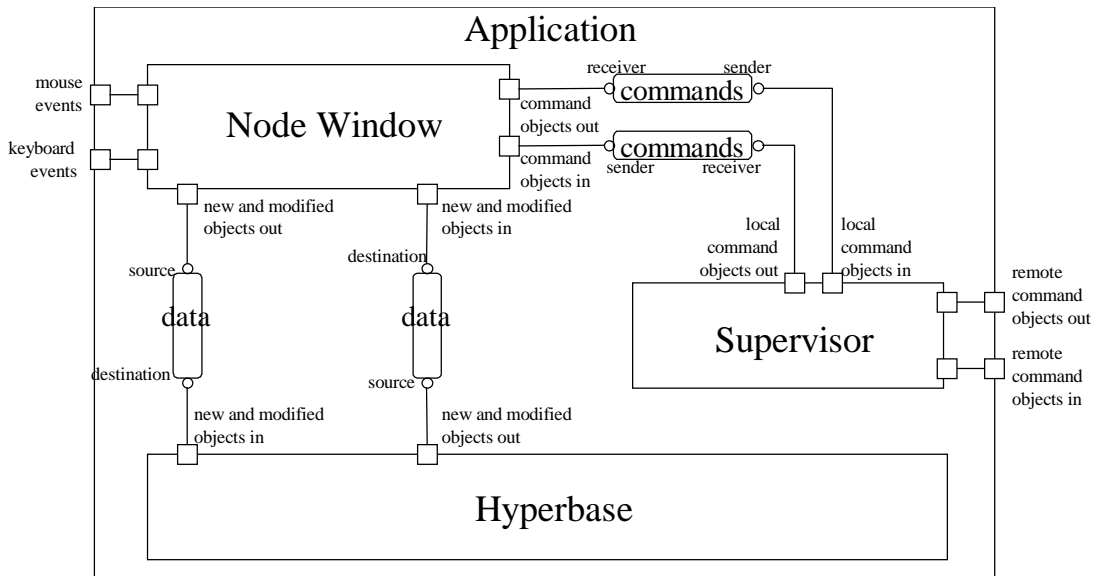 Application
mouse
events
keyboard
events
Node Window
receiver
sender
commands
command
objects out
commands
command
objects in
sender
receiver
new and modified
objects out
new and modified
objects in
source
destination
data
data
destination
source
new and modified
objects in
new and modified
objects out
local
command
objects out
local
command
objects in
Supervisor
remote
command
objects out
remote
command
objects in
Hyperbase